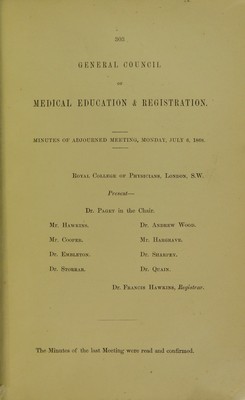 302
GENERAL COUNCIL
OF
MEDICAL EDUCATION & REGISTRATION.
MINUTES OF ADJOURNED MEETING, MONDAY, JULY 6, 1868.
ROYAL COLLEGE OF PHYSICIANS, LONDON, S.W.
Present—
DR. PAGET in the Chair.
MR. HAWKINS. DR. ANDREW WOOD.
MR. COOPER. MR. HARGRAVE.
DR. EMBLETON. DR. SHARPEY.
DR. STORRAR. DR. QUAIN.
DR. FRANCIS HAWKINS, Registrar.
The Minutes of the last Meeting were read and confirmed.